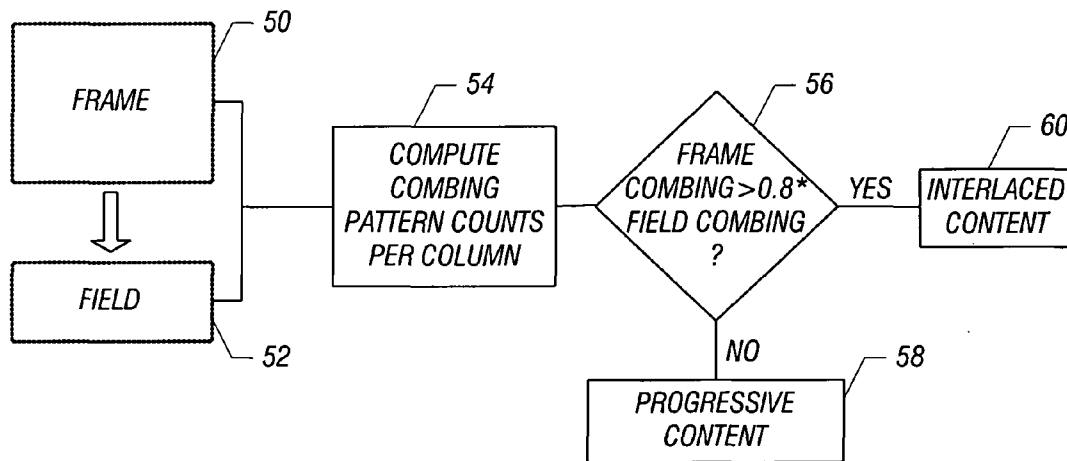 50
FRAME
FIELD
52
54
COMPUTE
COMBING
PATTERN COUNTS
PER COLUMN
56
FRAME
COMBING>0.8*
FIELD COMBING
?
YES
60
INTERLACED
CONTENT
NO
58
PROGRESSIVE
CONTENT